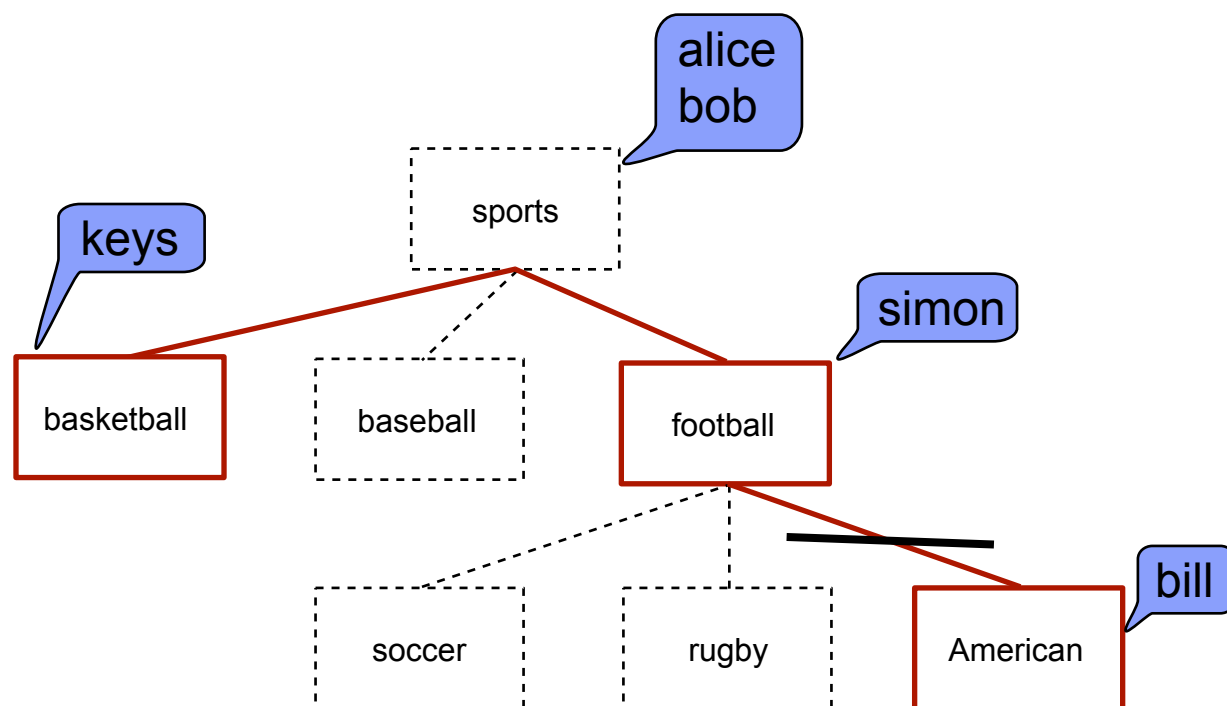 alice
bob
sports
keys
simon
basketball
baseball
football
bill
soccer
rugby
American